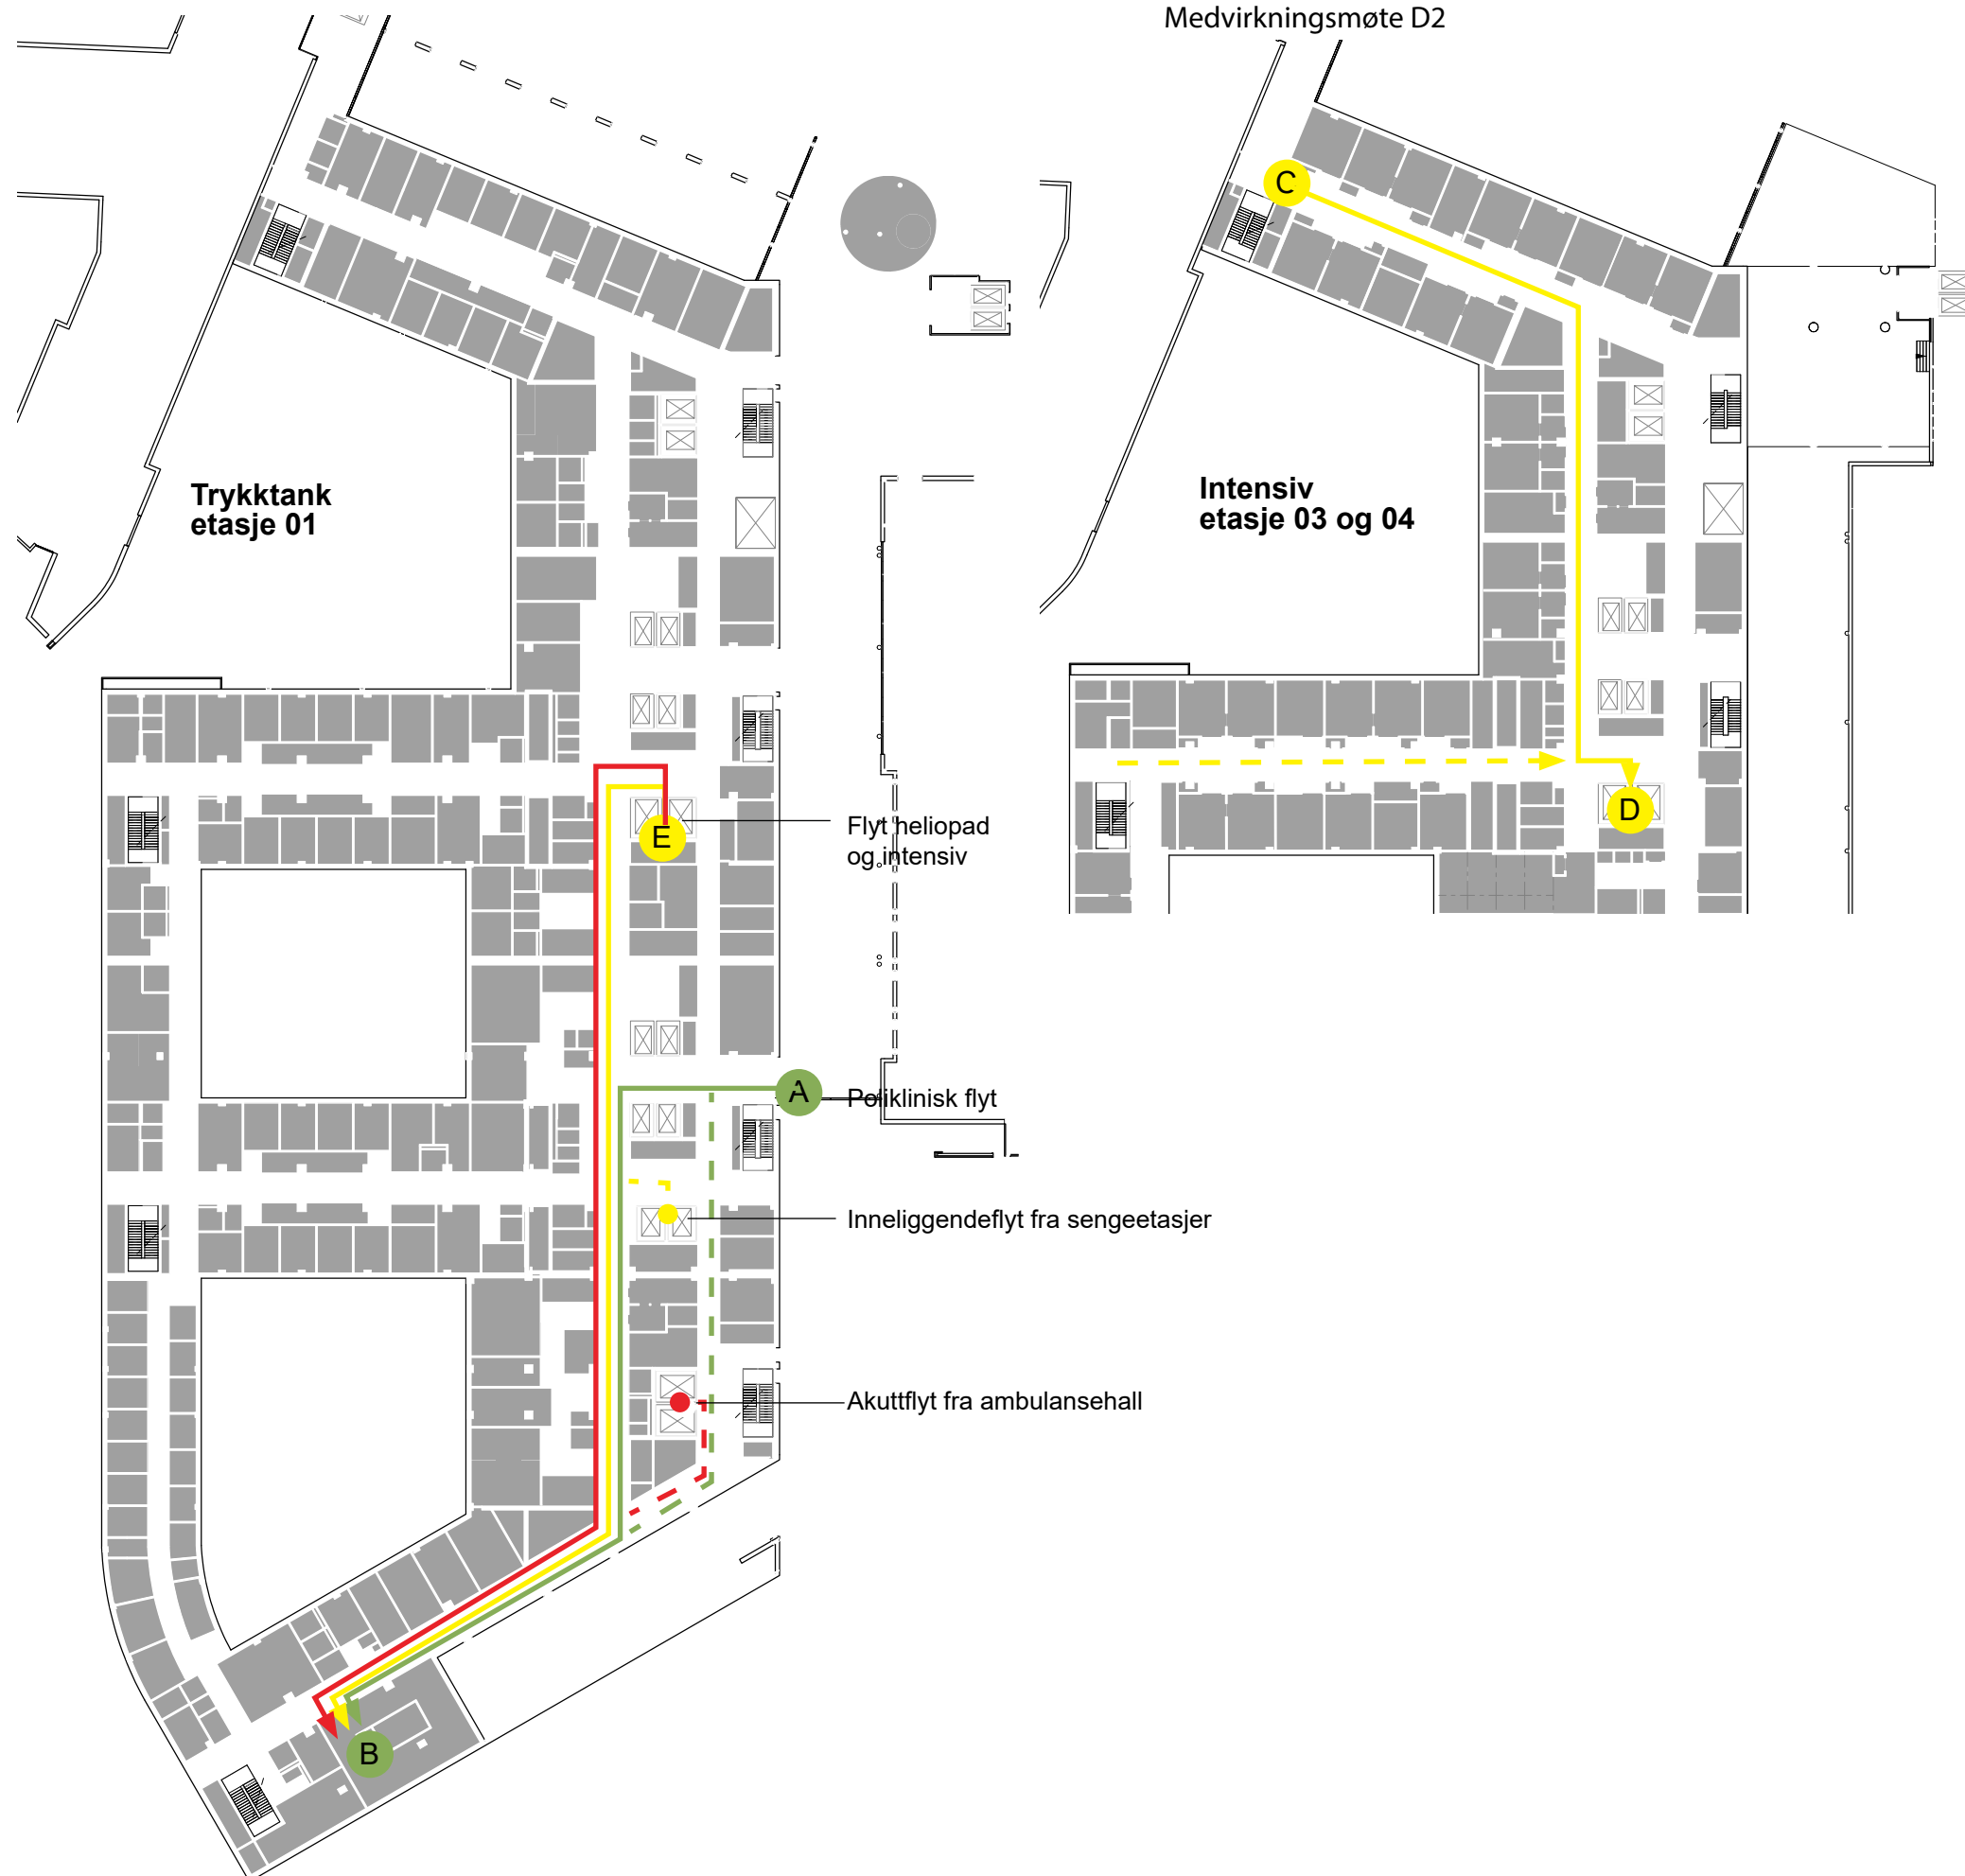 Medvirkningsmøte D2
C
Trykktank
etasje 01
Intensiv
etasje 03 og 04
D
E
Flyt heliopad
og intensiv
A
Poliklinisk flyt
Inneliggendeflyt fra sengeetasjer
Akuttflyt fra ambulansehall
B